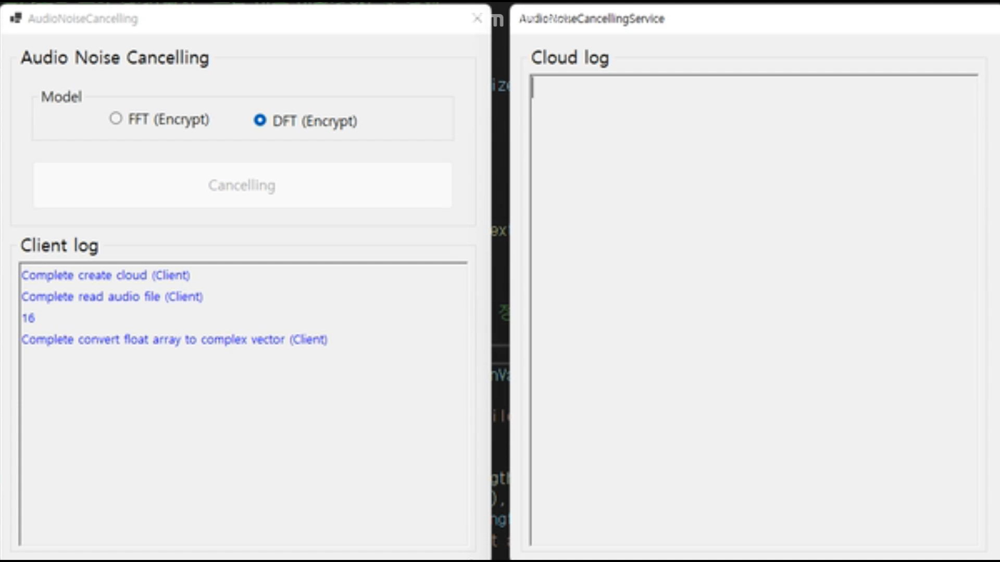 AudioNoiseCancelling
Audio Noise Cancelling
Model
FFT (Encrypt)
DFT (Encrypt)
Cancelling
Client log
Complete create cloud (Client)
Complete read audio file (Client)
16
Complete convert float array to complex vector (Client)
AudioNoiseCancellingService
Cloud log